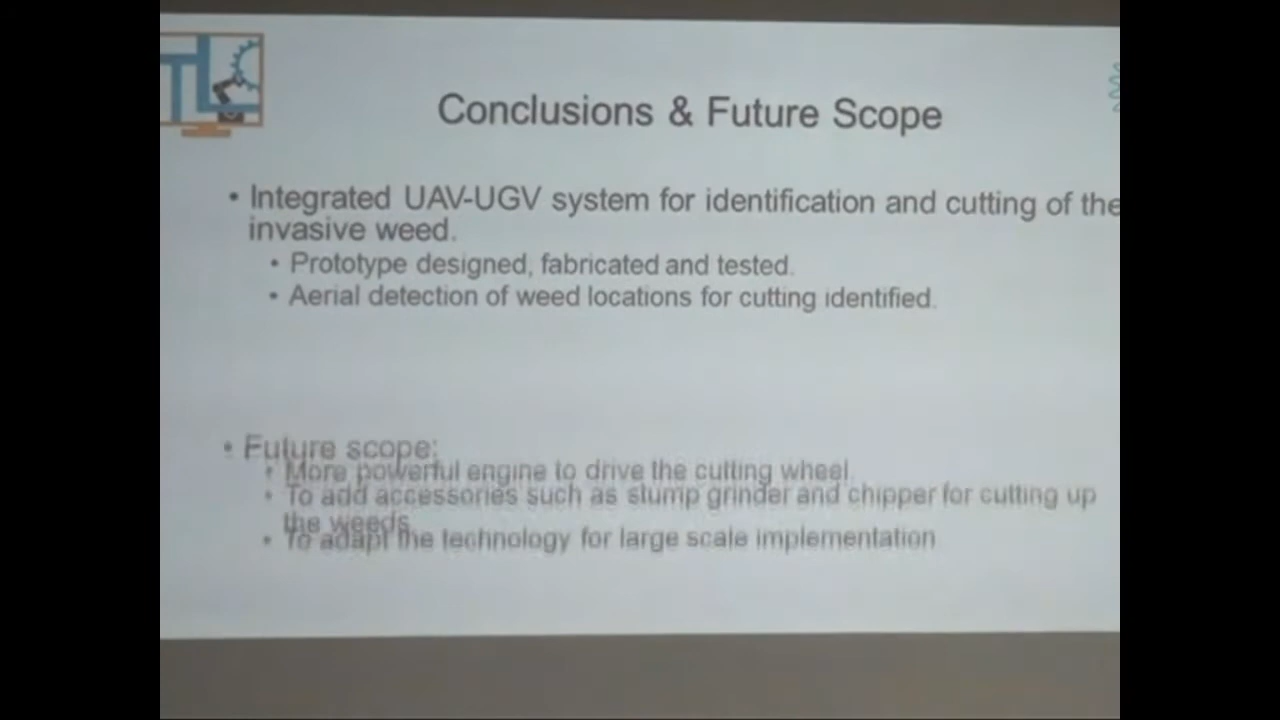 TL
Conclusions & Future Scope
• Integrated UAV-UGV system for identification and cutting of the
invasive weed.
• Prototype designed, fabricated and tested.
• Aerial detection of weed locations for cutting identified.
• Future scope:
• More powerful engine to drive the cutting wheel.
• To add accessories such as stump grinder and chipper for cutting up
the weeds
• To adapt the technology for large scale implementation